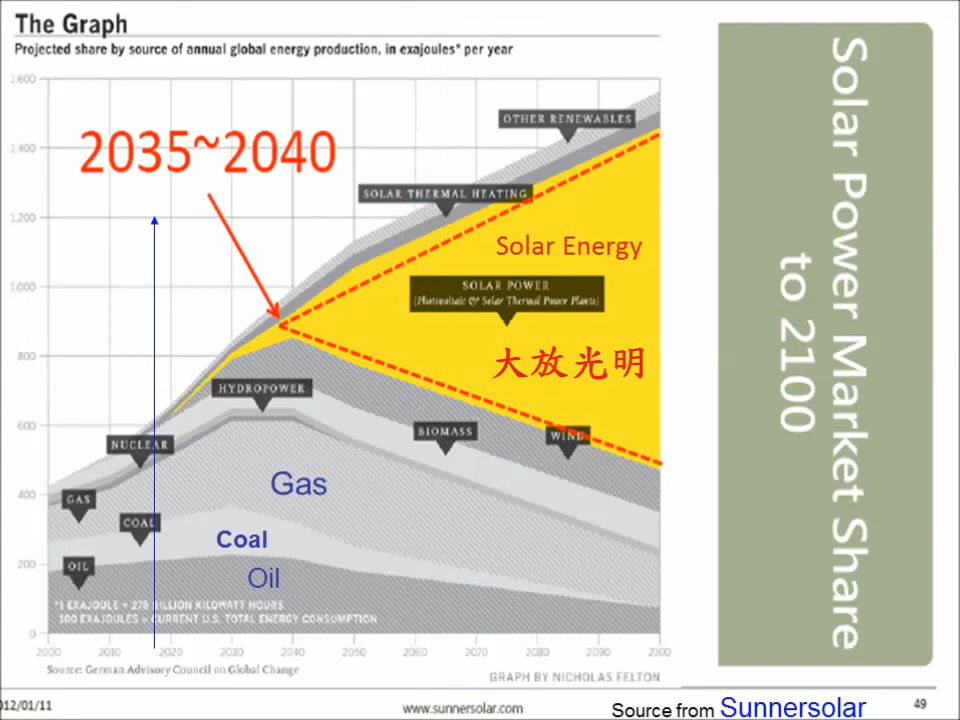 The Graph
Projected share by source of annual global energy production, in exajoules* per year
1,600
1,400
1,200
1,000
800
600
400
200
0
2035~2040
OTHER RENEWABLES
SOLAR THERMAL HEATING
Solar Energy
SOLAR POWER
(Photovoltaic & Solar Thermal Power Plants)
大放光明
HYDROPOWER
BIOMASS
WIND
NUCLEAR
GAS
Gas
COAL
Coal
OIL
Oil
*1 EXAJOULE = 278 BILLION KILOWATT HOURS
100 EXAJOULES = CURRENT U.S. TOTAL ENERGY CONSUMPTION
2000 2010 2020 2030 2040 2050 2060 2070 2080 2090 2100
Source: German Advisory Council on Global Change
GRAPH BY NICHOLAS FELTON
Solar Power Market Share
to 2100
012/01/11
www.sunnersolar.com
Source from Sunnersolar
49